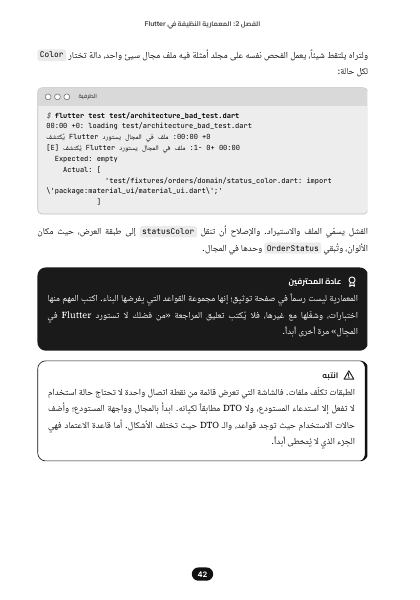 الفصل 2: المعمارية النظيفة في Flutter
ولتراه يلتقط شيئاً، يعمل الفحص نفسه على مجلد أمثلة فيه ملف مجال سيئ واحد، دالة تختار Color
لكل حالة:
الطرفية
$ flutter test test/architecture_bad_test.dart
00:00 +0: loading test/architecture_bad_test.dart
00:00 +0: ملف في المجال يستورد Flutter يُكتشف
00:00 +0 -1: ملف في المجال يستورد Flutter يُكتشف [E]
Expected: empty
Actual: [
'test/fixtures/orders/domain/status_color.dart: import
\'package:material_ui/material_ui.dart\';'
]
الفشل يسمّي الملف والاستيراد. والإصلاح أن تنقل statusColor إلى طبقة العرض، حيث مكان
الألوان، وتُبقي OrderStatus وحدها في المجال.
عادة المحترفين
المعمارية ليست رسماً في صفحة توثيق؛ إنها مجموعة القواعد التي يفرضها البناء. اكتب المهم منها
اختبارات، وشغّلها مع غيرها، فلا يُكتب تعليق المراجعة «من فضلك لا تستورد Flutter في
المجال» مرة أخرى أبداً.
انتبه
الطبقات تكلّف ملفات. فالشاشة التي تعرض قائمة من نقطة اتصال واحدة لا تحتاج حالة استخدام
لا تفعل إلا استدعاء المستودع، ولا DTO مطابقاً لكيانه. ابدأ بالمجال وواجهة المستودع؛ وأضف
حالات الاستخدام حيث توجد قواعد، والـ DTO حيث تختلف الأشكال. أما قاعدة الاعتماد فهي
الجزء الذي لا يُتخطى أبداً.
42